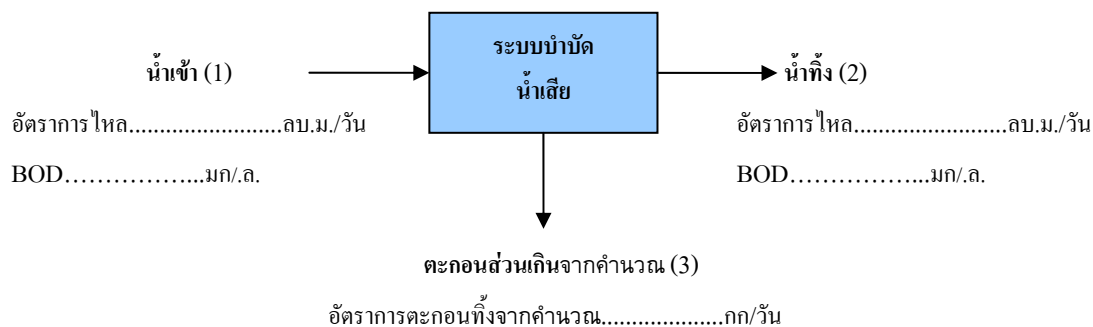 ระบบบำบัด
น้ำเสีย
น้ำเข้า (1)
น้ำทิ้ง (2)
อัตราการไหล........................ลบ.ม./วัน
อัตราการไหล........................ลบ.ม./วัน
BOD……………...มก/.ล.
BOD……………...มก/.ล.
ตะกอนส่วนเกินจากคำนวณ (3)
อัตราการตะกอนทิ้งจากคำนวณ...................กก/วัน